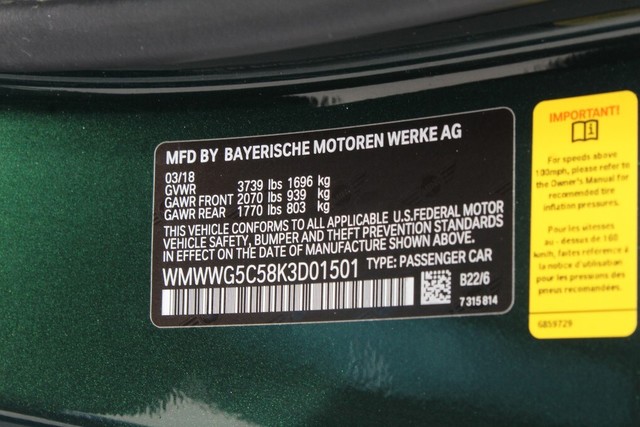 MFD BY BAYERISCHE MOTOREN WERKE AG
03/18
GVWR 3739 lbs 1696 kg
GAWR FRONT 2070 lbs 939 kg
GAWR REAR 1770 lbs 803 kg
THIS VEHICLE CONFORMS TO ALL APPLICABLE U.S.FEDERAL MOTOR
VEHICLE SAFETY, BUMPER AND THEFT PREVENTION STANDARDS
IN EFFECT ON THE DATE OF MANUFACTURE SHOWN ABOVE.
WMWWG5C58K3D01501 TYPE: PASSENGER CAR
B22/6
7 315 814
IMPORTANT!
For speeds above
100mph, please refer to
the Owner's Manual for
recomended tire
inflation pressures.
Pour les vitesses
au - dessus de 160
km/h, faites référence à
la notice d'utilisation
pour les pressions des
pneus recommandées.
6859729